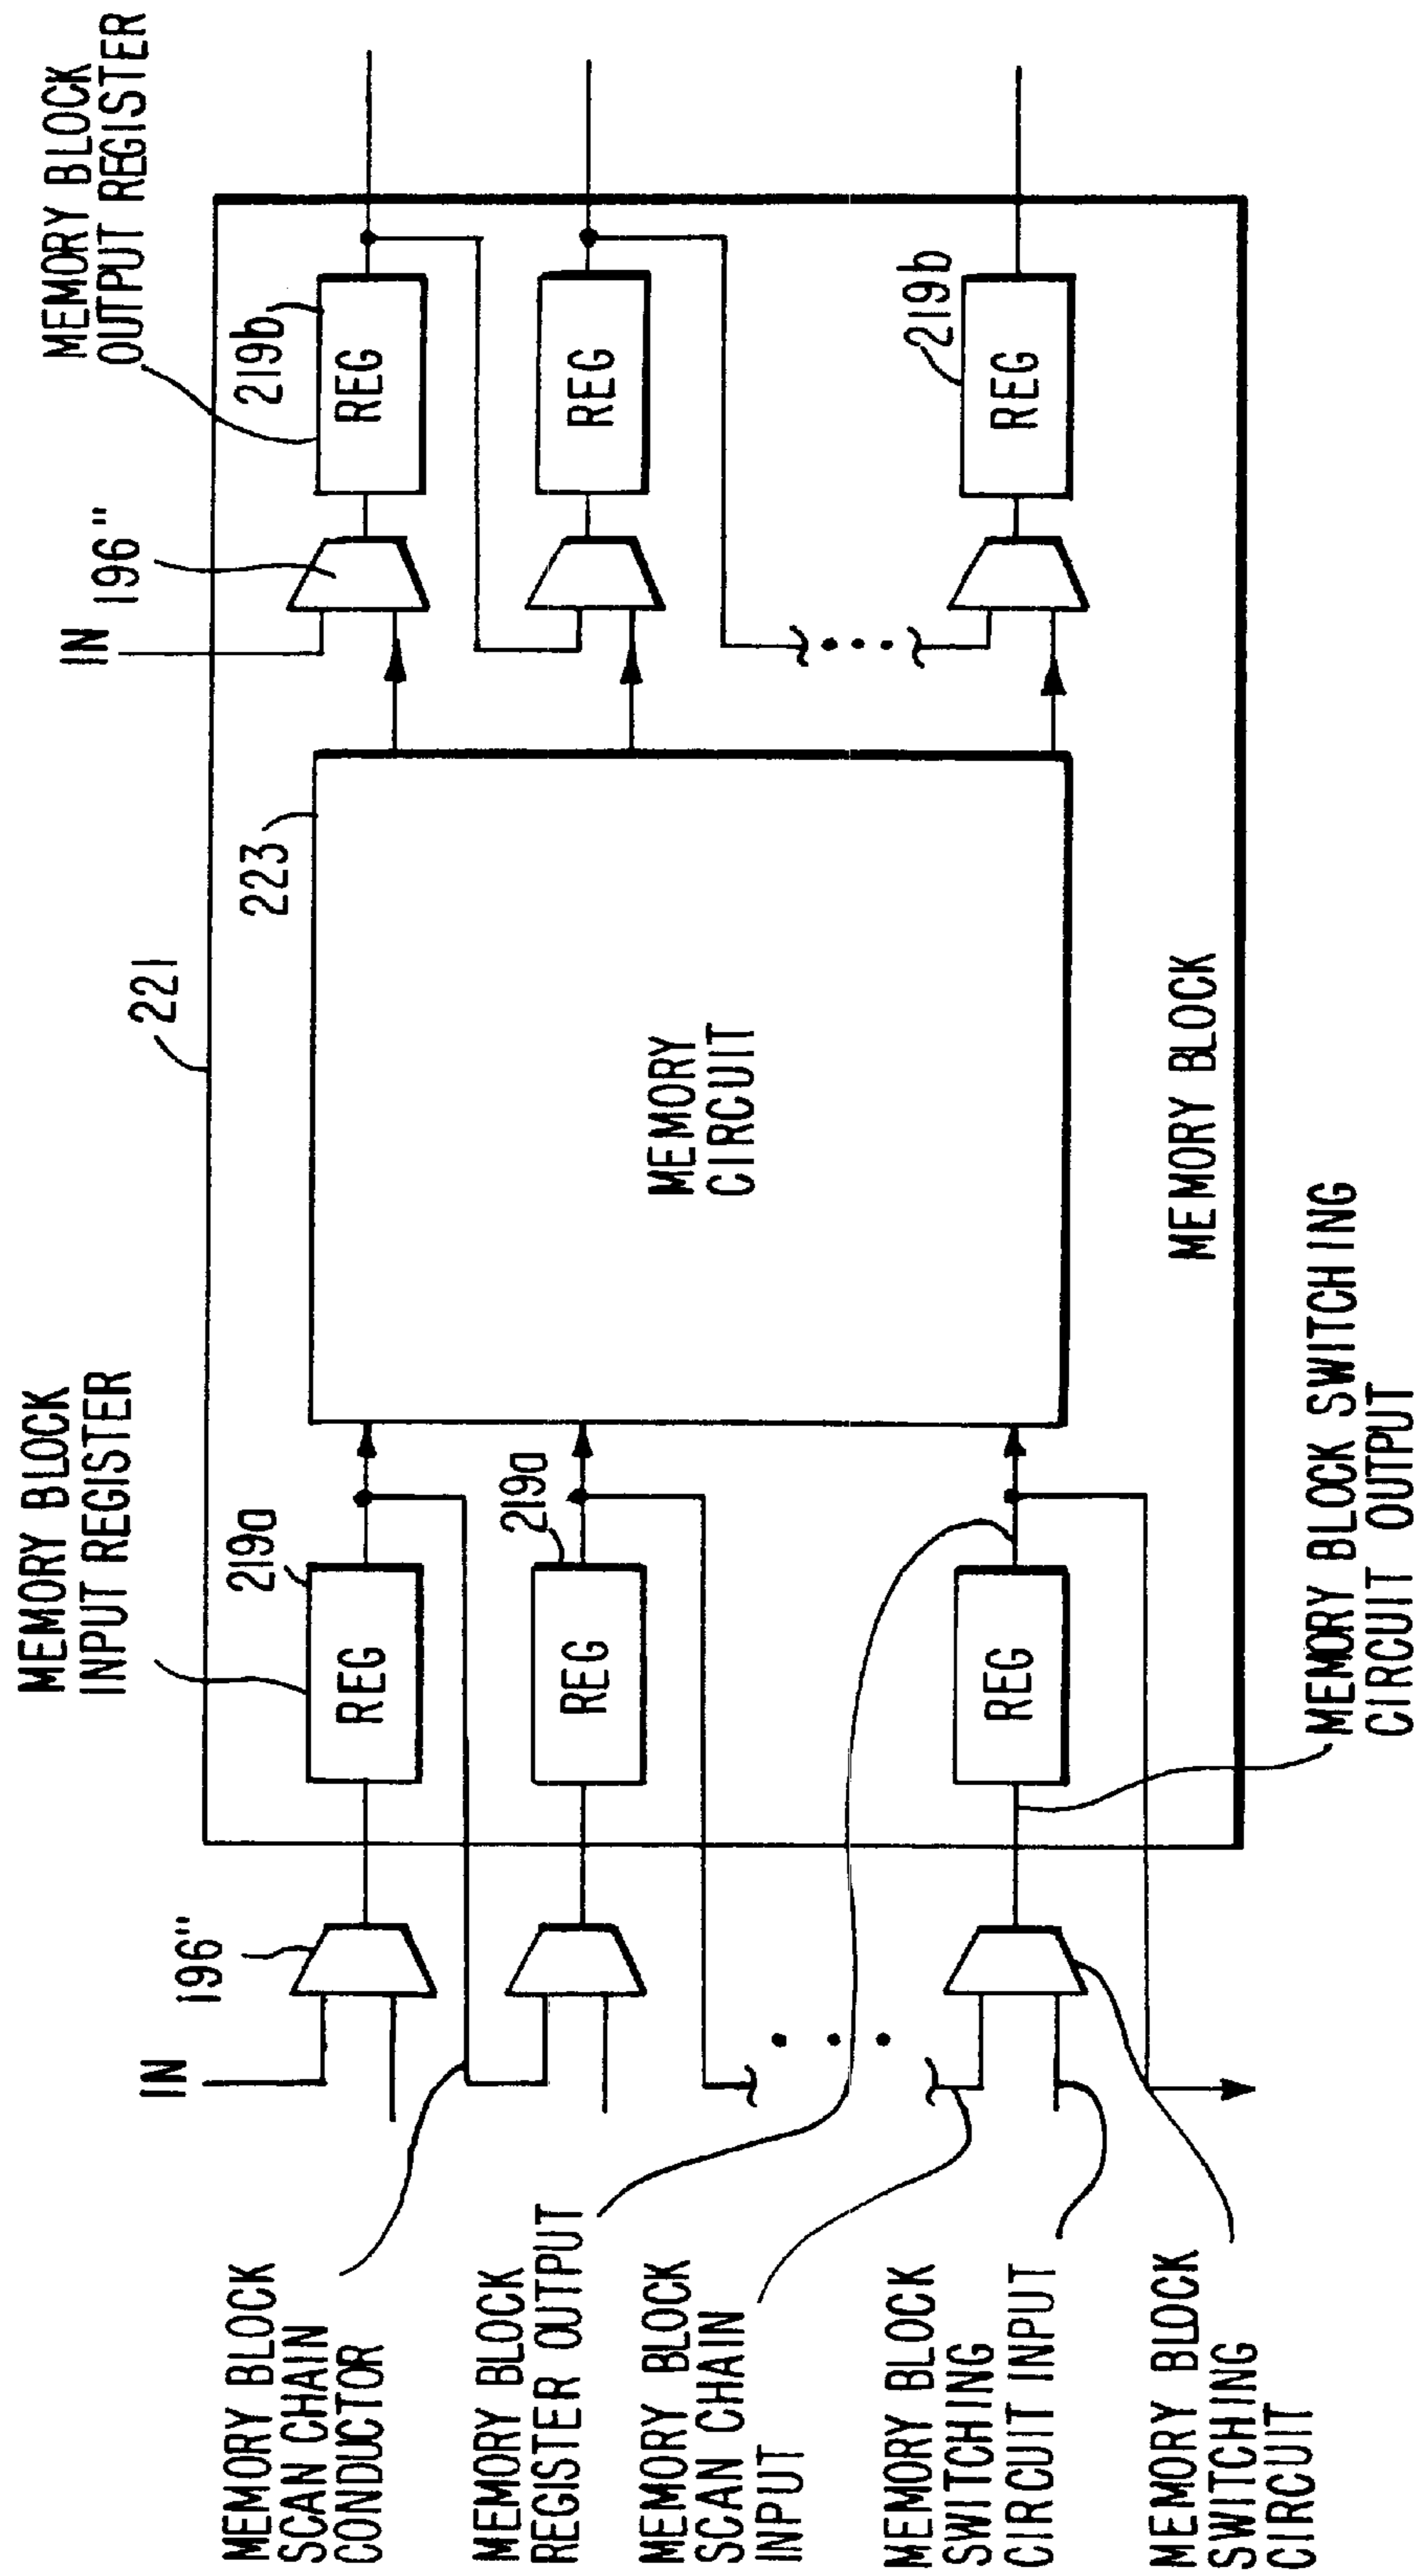 MEMORY BLOCK
SCAN CHAIN
CONDUCTOR
MEMORY BLOCK
REGISTER OUTPUT
MEMORY BLOCK
SCAN CHAIN
INPUT
MEMORY BLOCK
SWITCHING
CIRCUIT INPUT
MEMORY BLOCK
SWITCHING
CIRCUIT
IN
196"
MEMORY BLOCK
INPUT REGISTER
219a
REG
219a
REG
REG
MEMORY BLOCK SWITCHING
CIRCUIT OUTPUT
221
223
MEMORY
CIRCUIT
MEMORY BLOCK
IN
196"
MEMORY BLOCK
OUTPUT REGISTER
219b
REG
REG
219b
REG